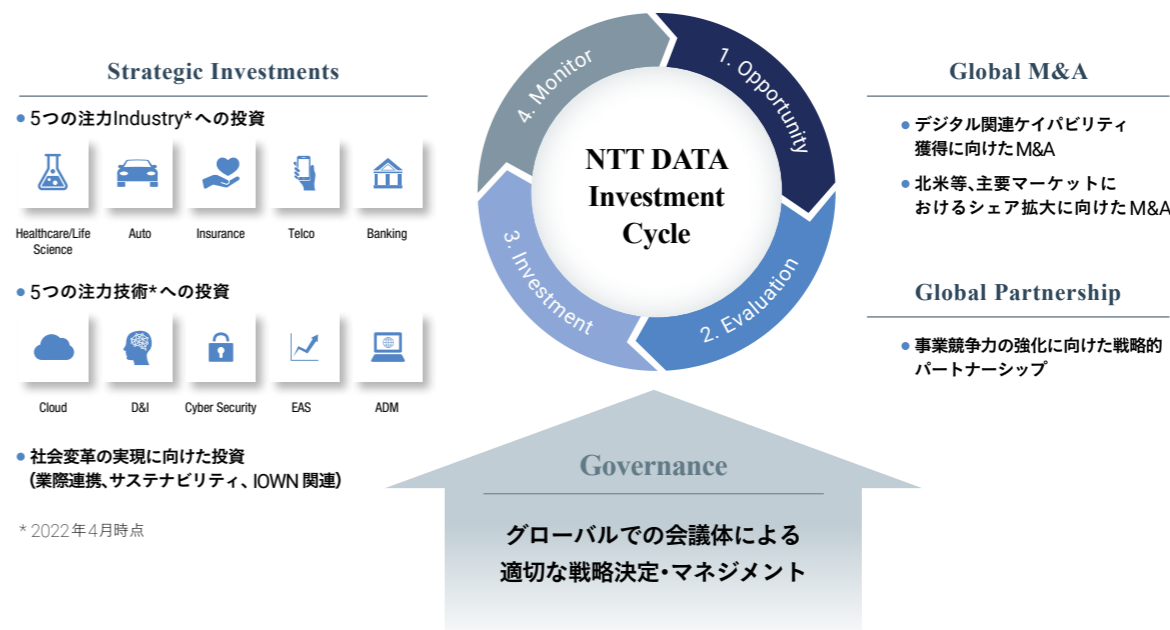 Strategic Investments
● 5つの注力Industry*への投資
Healthcare/Life
Science
Auto
Insurance
Telco
Banking
● 5つの注力技術*への投資
Cloud
D&I
Cyber Security
EAS
ADM
● 社会変革の実現に向けた投資
(業際連携、サステナビリティ、IOWN関連)
* 2022年4月時点
1. Opportunity
2. Evaluation
3. Investment
4. Monitor
NTT DATA
Investment
Cycle
Governance
グローバルでの会議体による
適切な戦略決定・マネジメント
Global M&A
● デジタル関連ケイパビリティ
獲得に向けたM&A
● 北米等、主要マーケットに
おけるシェア拡大に向けたM&A
Global Partnership
● 事業競争力の強化に向けた戦略的
パートナーシップ